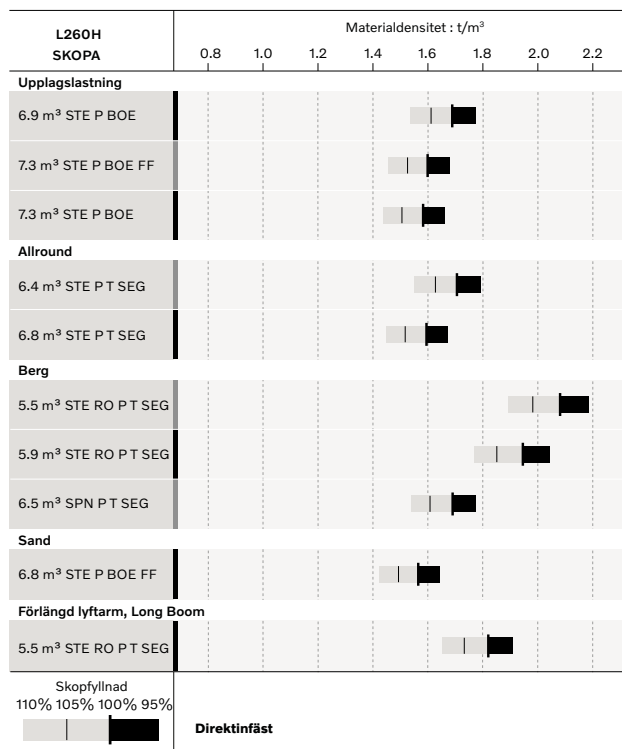 L260H
SKOPA
Materialdensitet : t/m³
0.8 1.0 1.2 1.4 1.6 1.8 2.0 2.2
Upplagslastning
6.9 m³ STE P BOE
7.3 m³ STE P BOE FF
7.3 m³ STE P BOE
Allround
6.4 m³ STE P T SEG
6.8 m³ STE P T SEG
Berg
5.5 m³ STE RO P T SEG
5.9 m³ STE RO P T SEG
6.5 m³ SPN P T SEG
Sand
6.8 m³ STE P BOE FF
Förlängd lyftarm, Long Boom
5.5 m³ STE RO P T SEG
Skopfyllnad
110% 105% 100% 95%
Direktinfäst